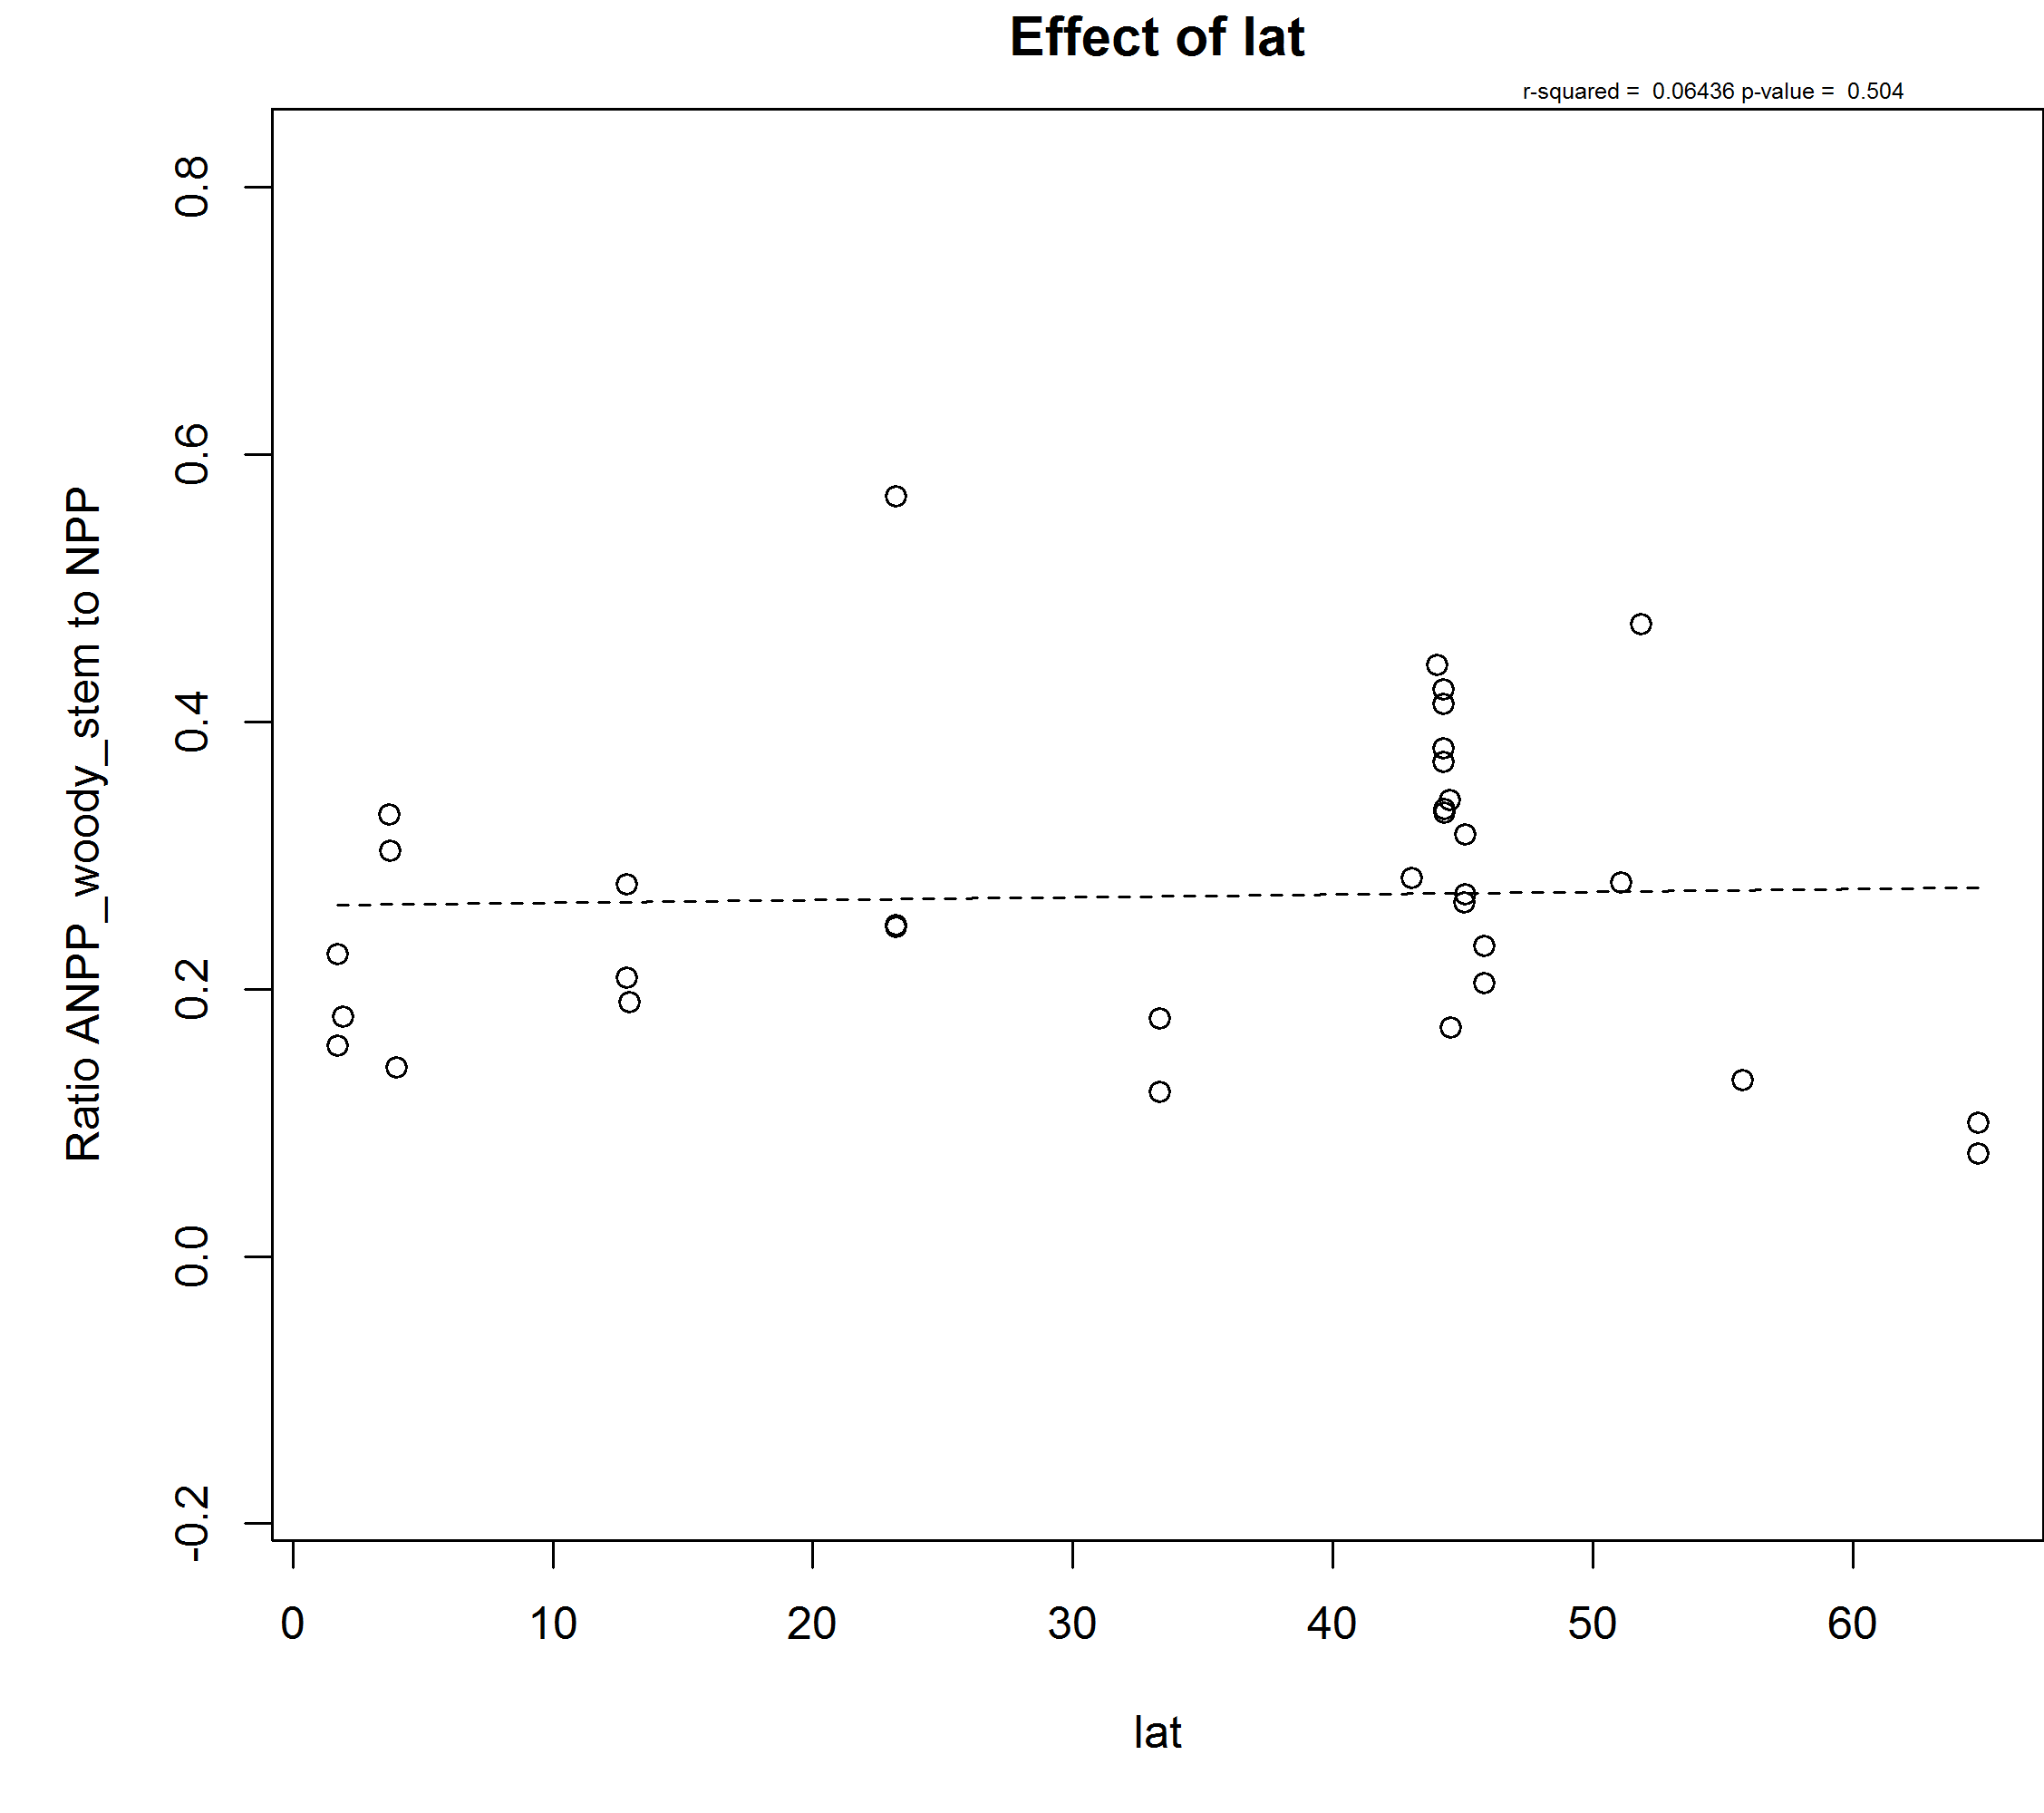 Effect of lat
r-squared = 0.06436 p-value = 0.504
Ratio ANPP_woody_stem to NPP
0.8
0.6
0.4
0.2
0.0
-0.2
0 10 20 30 40 50 60
lat